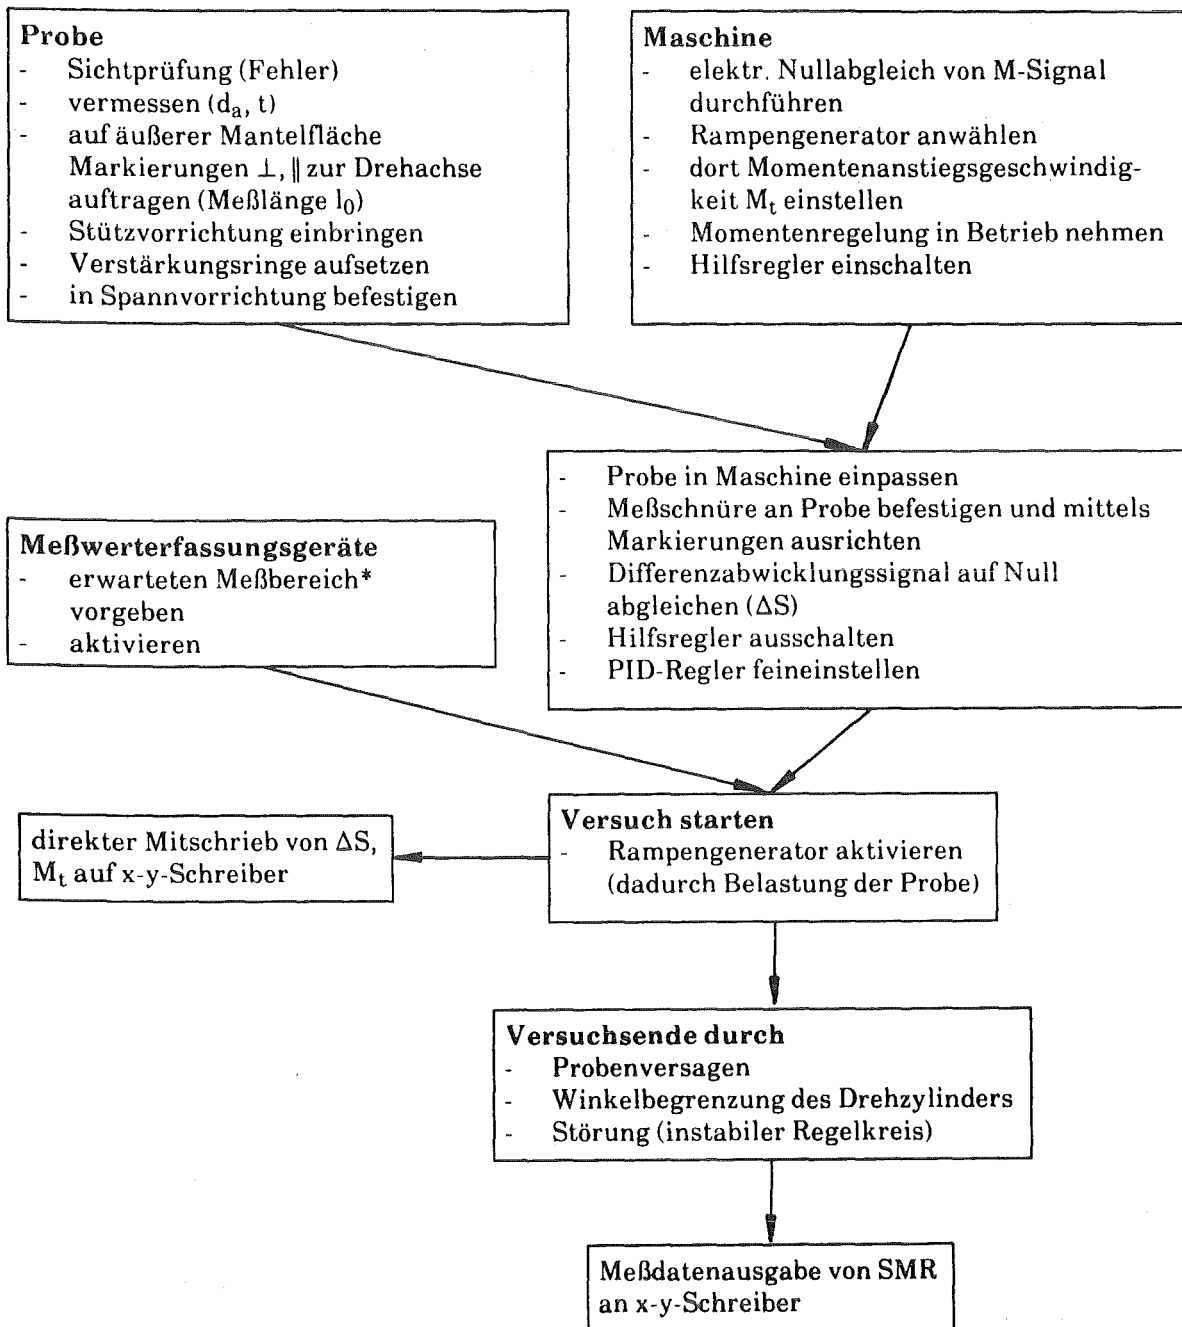 Probe
- Sichtprüfung (Fehler)
- vermessen (dₐ, t)
- auf äußerer Mantelfläche
Markierungen ⊥, ∥ zur Drehachse
auftragen (Meßlänge l₀)
- Stützvorrichtung einbringen
- Verstärkungsringe aufsetzen
- in Spannvorrichtung befestigen
Maschine
- elektr. Nullabgleich von M-Signal
durchführen
- Rampengenerator anwählen
- dort Momentenanstiegsgeschwindig-
keit Mₜ einstellen
- Momentenregelung in Betrieb nehmen
- Hilfsregler einschalten
- Probe in Maschine einpassen
- Meßschnüre an Probe befestigen und mittels
Markierungen ausrichten
- Differenzabwicklungssignal auf Null
abgleichen (ΔS)
- Hilfsregler ausschalten
- PID-Regler feineinstellen
Meßwerterfassungsgeräte
- erwarteten Meßbereich*
vorgeben
- aktivieren
Versuch starten
- Rampengenerator aktivieren
(dadurch Belastung der Probe)
direkter Mitschrieb von ΔS,
Mₜ auf x-y-Schreiber
Versuchsende durch
- Probenversagen
- Winkelbegrenzung des Drehzylinders
- Störung (instabiler Regelkreis)
Meßdatenausgabe von SMR
an x-y-Schreiber